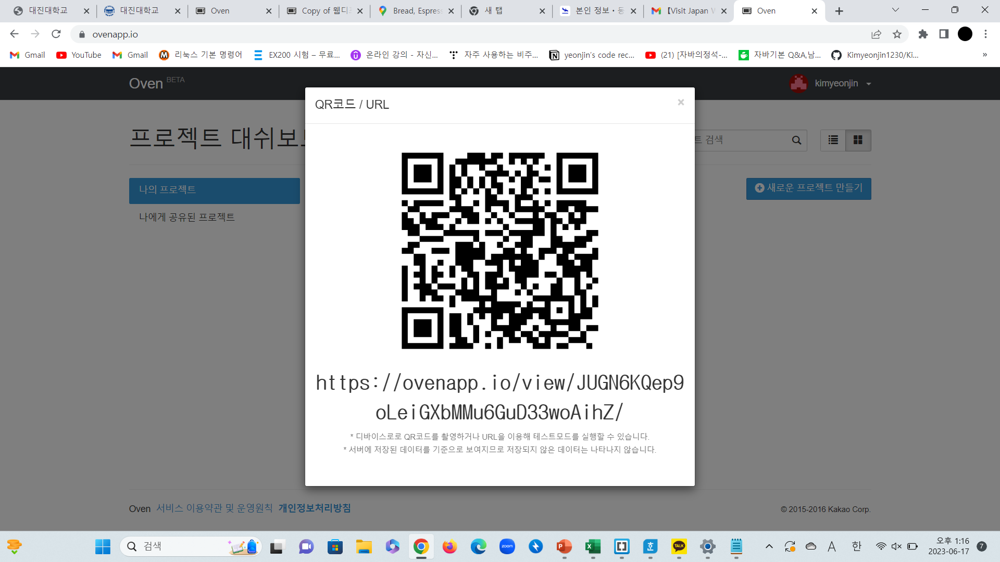 대진대학교
대진대학교
Oven
Copy of 웹디
Bread, Espres
새 탭
본인 정보 • 동
【Visit Japan
Oven
ovenapp.io
Gmail
YouTube
Gmail
리눅스 기본 명령어
EX200 시험 – 무료...
온라인 강의 - 자신...
자주 사용하는 비주...
yeonjin's code rec...
(21) [자바의정석-...
자바기본 Q&A,남...
Kimyeonjin1230/Ki...
»
Oven BETA
kimyeonjin
QR코드 / URL
×
프로젝트 대쉬보
트 검색
나의 프로젝트
새로운 프로젝트 만들기
나에게 공유된 프로젝트
https://ovenapp.io/view/JUGN6KQep9
oLeiGXbMMu6GuD33woAihZ/
* 디바이스로로 QR코드를 촬영하거나 URL을 이용해 테스트모드를 실행할 수 있습니다.
* 서버에 저장된 데이터를 기준으로 보여지므로 저장되지 않은 데이터는 나타나지 않습니다.
Oven 서비스 이용약관 및 운영원칙 개인정보처리방침
© 2015-2016 Kakao Corp.
검색
zoom
TALK
A
한
오후 1:16
2023-06-17
7